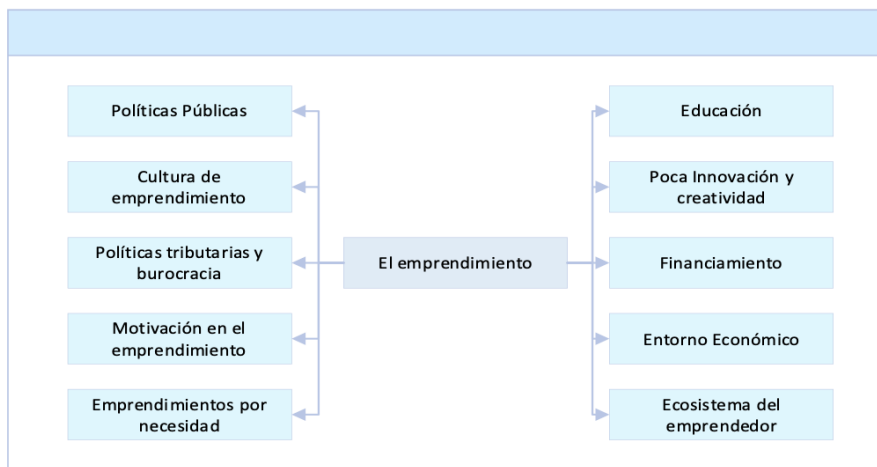 Políticas Públicas
Cultura de
emprendimiento
Políticas tributarias y
burocracia
Motivación en el
emprendimiento
Emprendimientos por
necesidad
El emprendimiento
Educación
Poca Innovación y
creatividad
Financiamiento
Entorno Económico
Ecosistema del
emprendedor